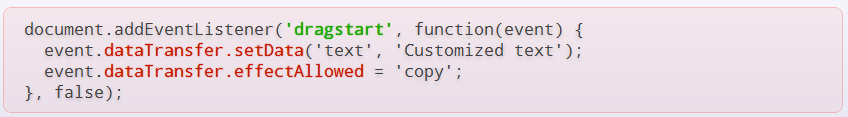 document.addEventListener('dragstart', function(event) {
  event.dataTransfer.setData('text', 'Customized text');
  event.dataTransfer.effectAllowed = 'copy';
}, false);